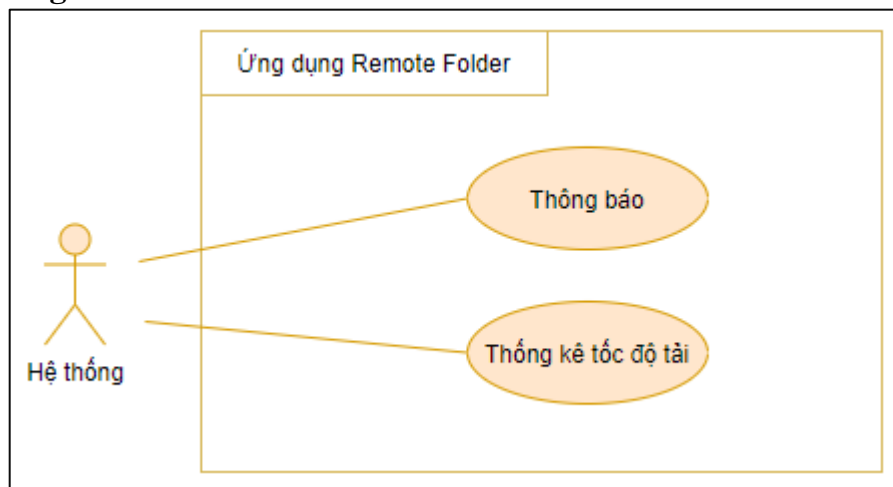 Ứng dụng Remote Folder
Thông báo
Thống kê tốc độ tải
Hệ thống